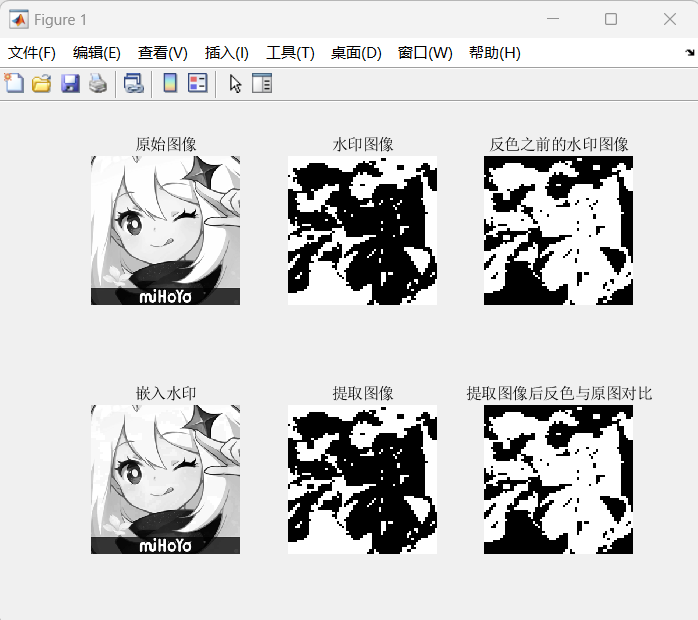 Figure 1
文件(F) 编辑(E) 查看(V) 插入(I) 工具(T) 桌面(D) 窗口(W) 帮助(H)
原始图像 水印图像 反色之前的水印图像
miHoYo
嵌入水印 提取图像 提取图像后反色与原图对比
miHoYo